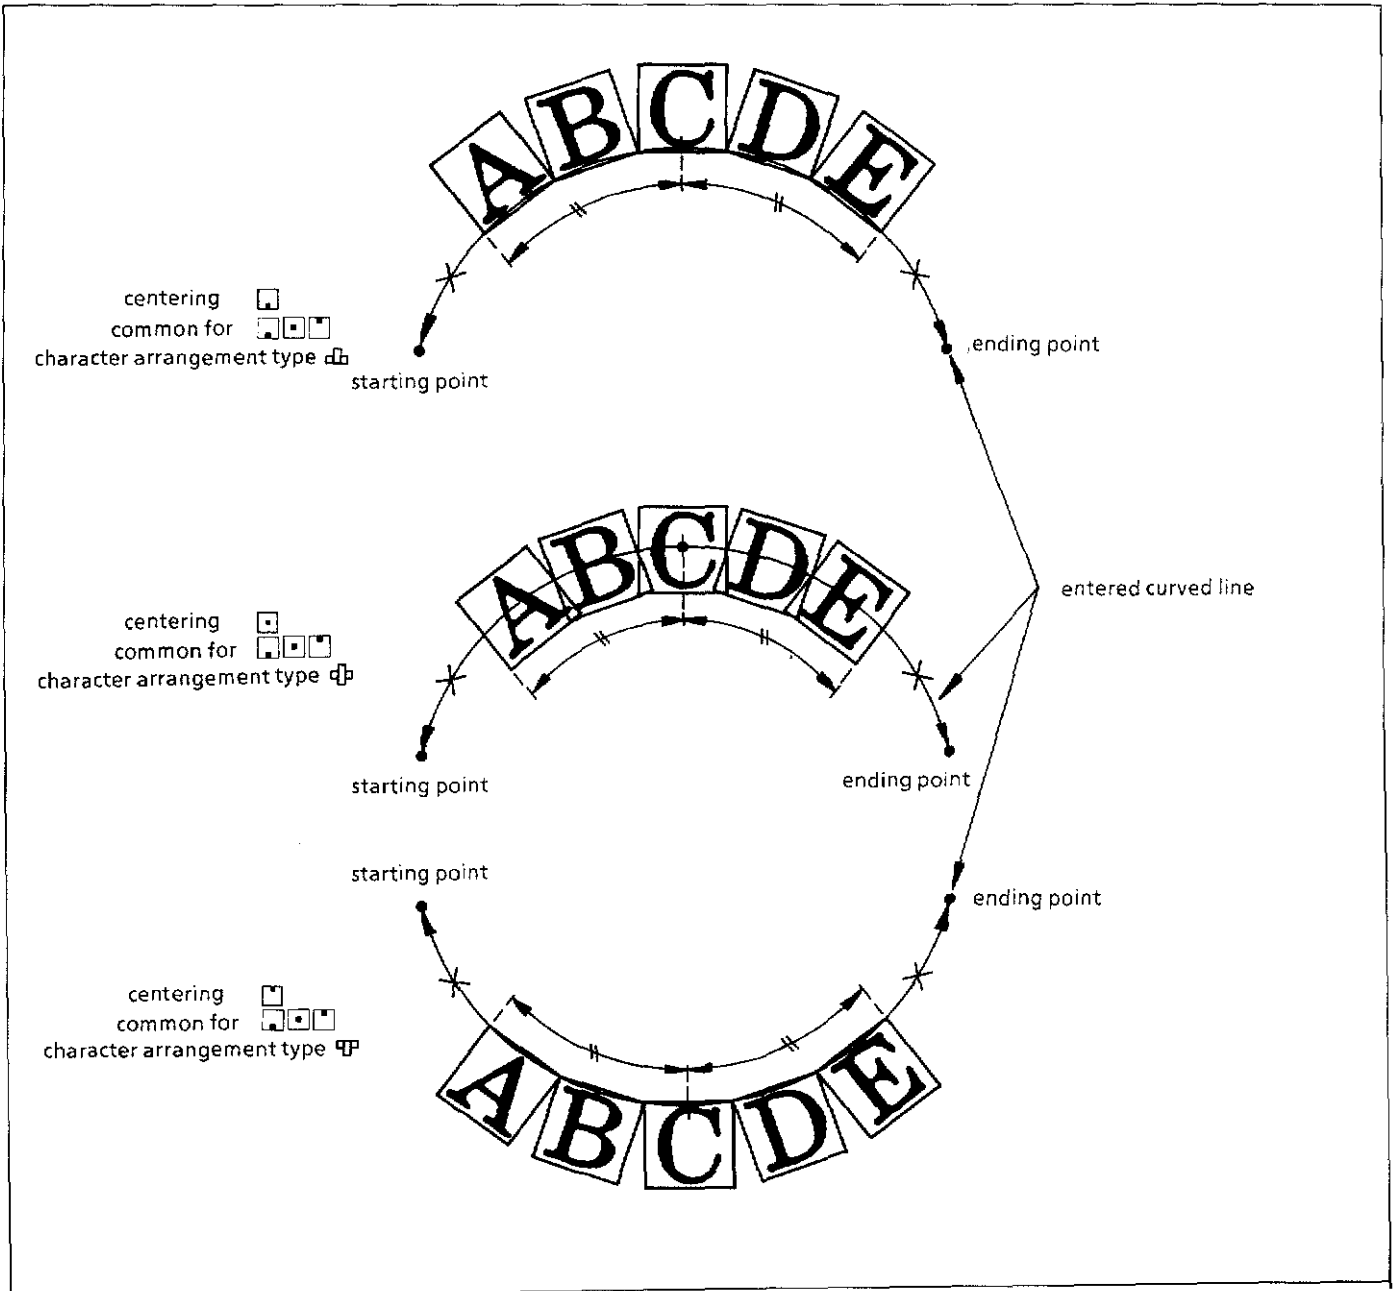 ABCDE
centering
common for
character arrangement type
starting point
ending point
ABCDE
entered curved line
centering
common for
character arrangement type
starting point
ending point
starting point
ending point
centering
common for
character arrangement type
ABCDE